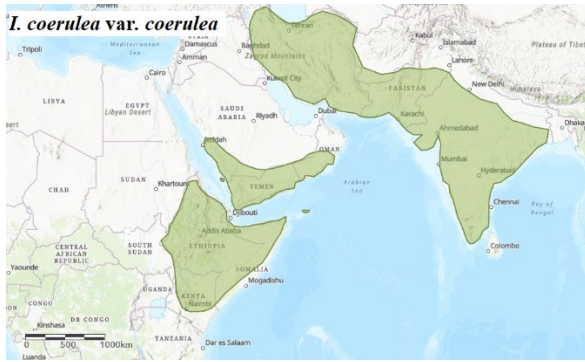 I. coerulea var. coerulea
Athens
Tehran
SYRIA
Tripoli
Mediterranean
Sea
Damascus
Baghdad
Zagros Mountains
Kabul
Islamabad
Plateau of Tibet
Amman
Lahore
Cairo
Kuwait City
PAKISTAN
New Delhi
Himalaya
LIBYA
EGYPT
Libyan Desert
SAUDI
ARABIA
Riyadh
Dubai
Karachi
Ahmedabad
Dhaka
Jeddah
OMAN
Mumbai
CHAD
SUDAN
Khartoum
YEMEN
Arabian
Sea
Hyderabad
Bay of
Bengal
Djibouti
Chennai
Addis Ababa
ETHIOPIA
SOUTH
SUDAN
CENTRAL
AFRICAN
REPUBLIC
Colombo
Yaounde
SOMALIA
Mogadishu
UGANDA
KENYA
Nairobi
CONGO
DR CONGO
Kinshasa
TANZANIA
Dar es Salaam
Luanda
0 500 1000km